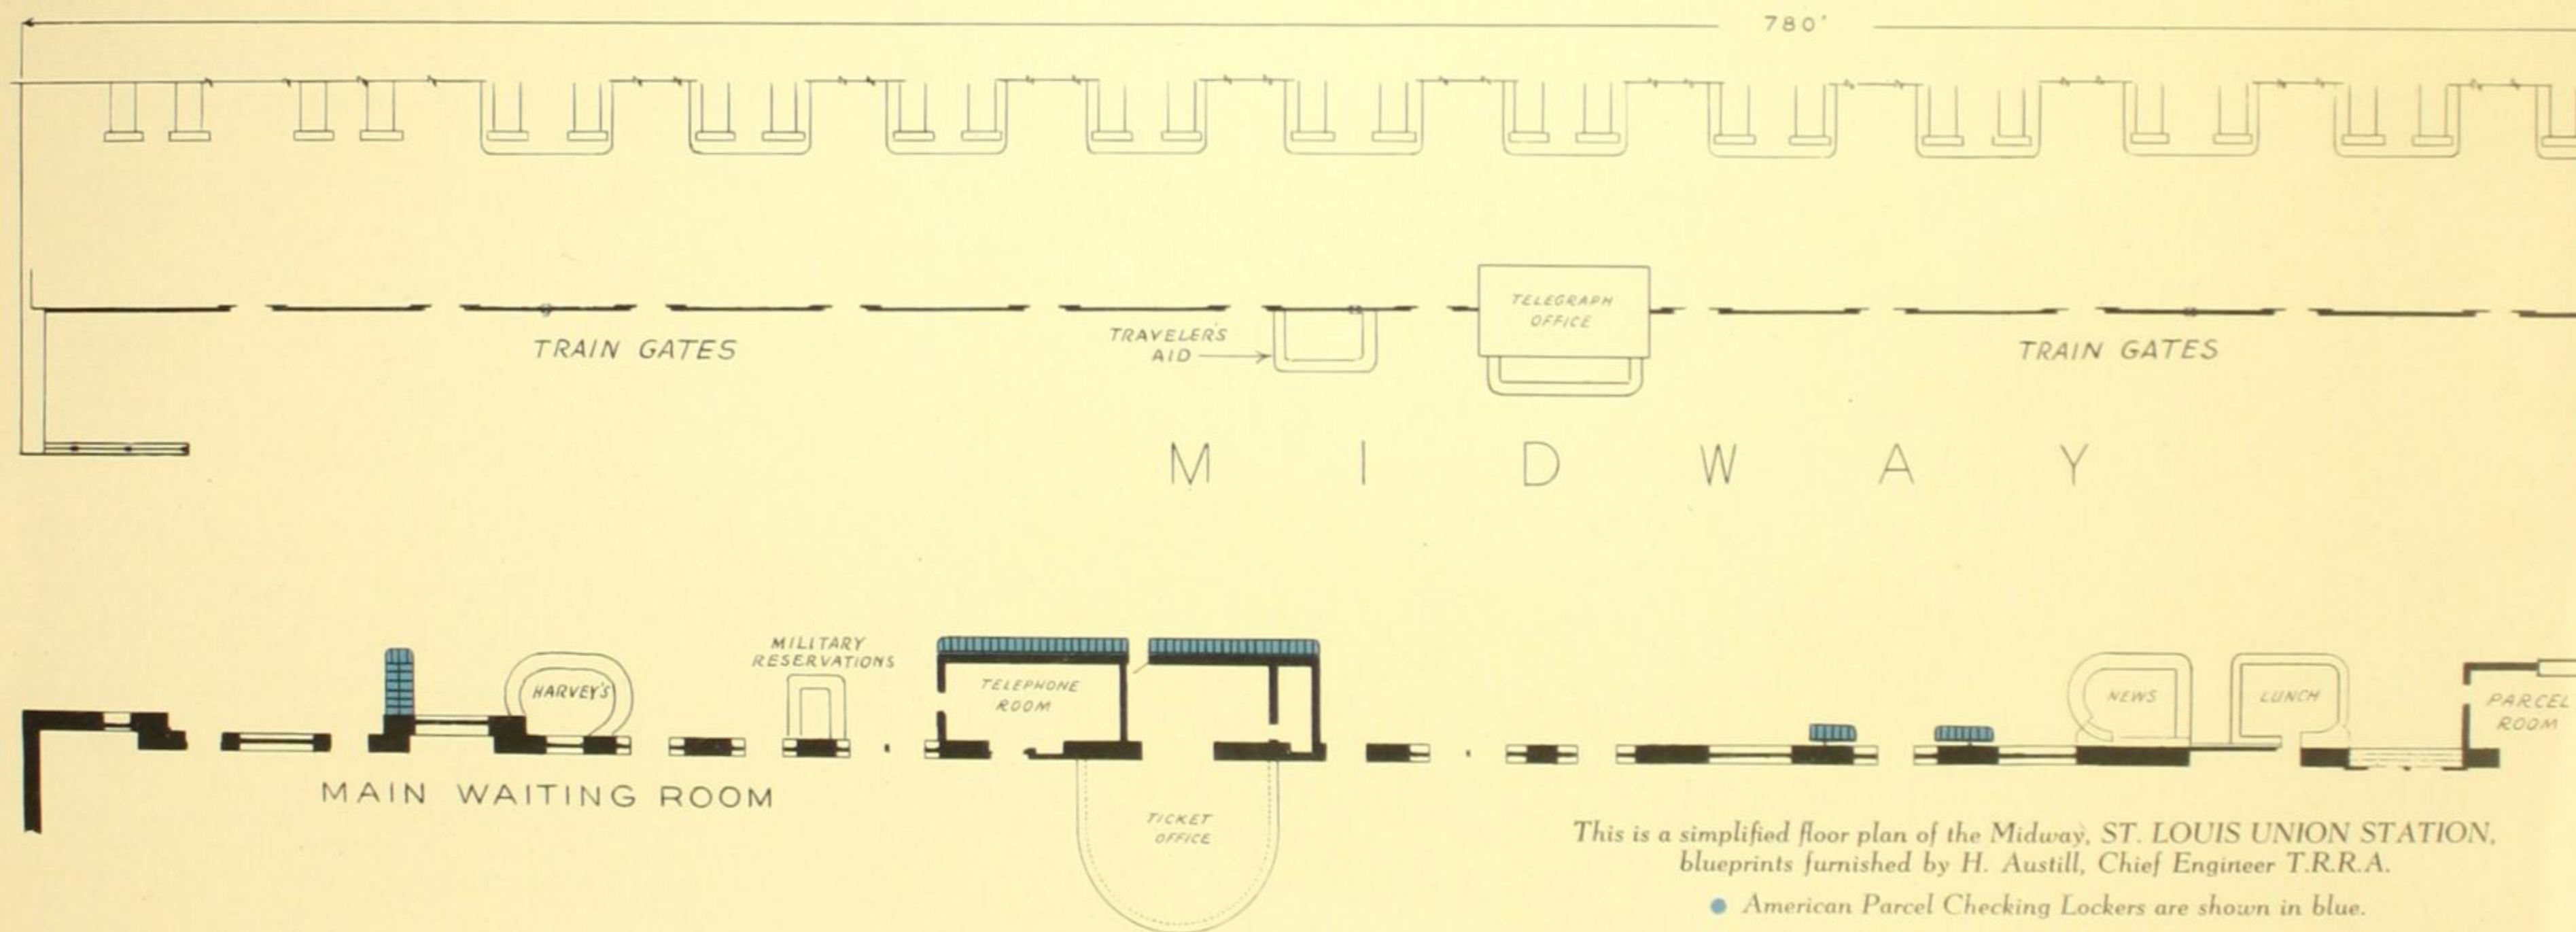 780'
TELEGRAPH
OFFICE
TRAVELER'S
AID
TRAIN GATES
TRAIN GATES
MIDWAY
MILITARY
RESERVATIONS
HARVEY'S
TELEPHONE
ROOM
NEWS
LUNCH
PARCEL
ROOM
MAIN WAITING ROOM
TICKET
OFFICE
This is a simplified floor plan of the Midway, ST. LOUIS UNION STATION,
blueprints furnished by H. Austill, Chief Engineer T.R.R.A.
American Parcel Checking Lockers are shown in blue.